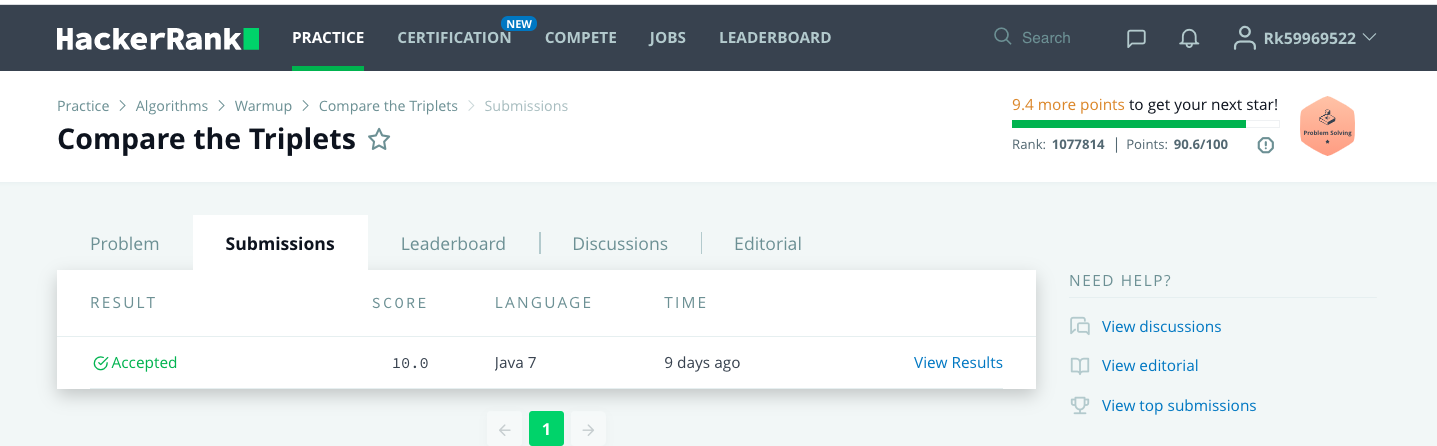 HackerRank PRACTICE CERTIFICATION NEW COMPETE JOBS LEADERBOARD Search Rk59969522
Practice > Algorithms > Warmup > Compare the Triplets > Submissions
Compare the Triplets
9.4 more points to get your next star!
Rank: 1077814 | Points: 90.6/100
Problem Solving
Problem Submissions Leaderboard Discussions Editorial
RESULT SCORE LANGUAGE TIME
Accepted 10.0 Java 7 9 days ago View Results
1
NEED HELP?
View discussions
View editorial
View top submissions